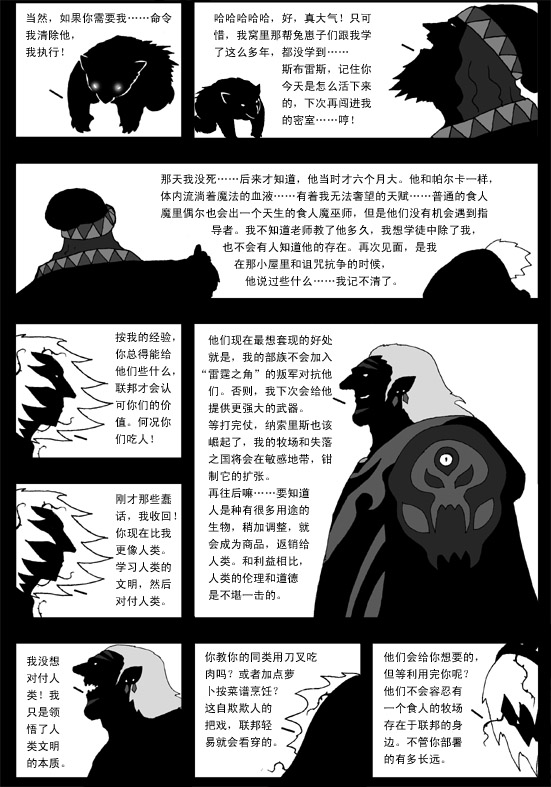 当然，如果你需要我……命令
我清除他，
我执行！
哈哈哈哈哈，好，真大气！只可
惜，我窝里那帮兔崽子们跟我学
了这么多年，都没学到……
斯布雷斯，记住你
今天是怎么活下来
的，下次再闯进我
的密室……哼！
那天我没死……后来才知道，他当时才六个月大。他和帕尔卡一样，
体内流淌着魔法的血液……有着我无法奢望的天赋……普通的食人
魔里偶尔也会出一个天生的食人魔巫师，但是他们没有机会遇到指
导者。我不知道老师教了他多久，我想学徒中除了我，
也不会有人知道他的存在。再次见面，是我
在那小屋里和诅咒抗争的时候，
他说过些什么……我记不清了。
按我的经验，
你总得能给
他们些什么，
联邦才会认
可你们的价
值。何况你
们吃人！
他们现在最想套现的好处
就是，我的部族不会加入
“雷霆之角”的叛军对抗他
们。否则，我下次会给他
提供更强大的武器。
等打完仗，纳索里斯也该
崛起了，我的牧场和失落
之国将会在敏感地带，钳
制它的扩张。
再往后嘛……要知道
人是种有很多用途的
生物，稍加调整，就
会成为商品，返销给
人类。和利益相比，
人类的伦理和道德
是不堪一击的。
刚才那些蠢
话，我收回！
你现在比我
更像人类。
学习人类的
文明，然后
对付人类。
我没想
对付人
类！我
只是领
悟了人
类文明
的本质。
你教你的同类用刀叉吃
肉吗？或者加点萝
卜按菜谱烹饪？
这自欺欺人的
把戏，联邦轻
易就会看穿的。
他们会给你想要的，
但等利用完你呢？
他们不会容忍有
一个食人的牧场
存在于联邦的身
边。不管你部署
的有多长远。